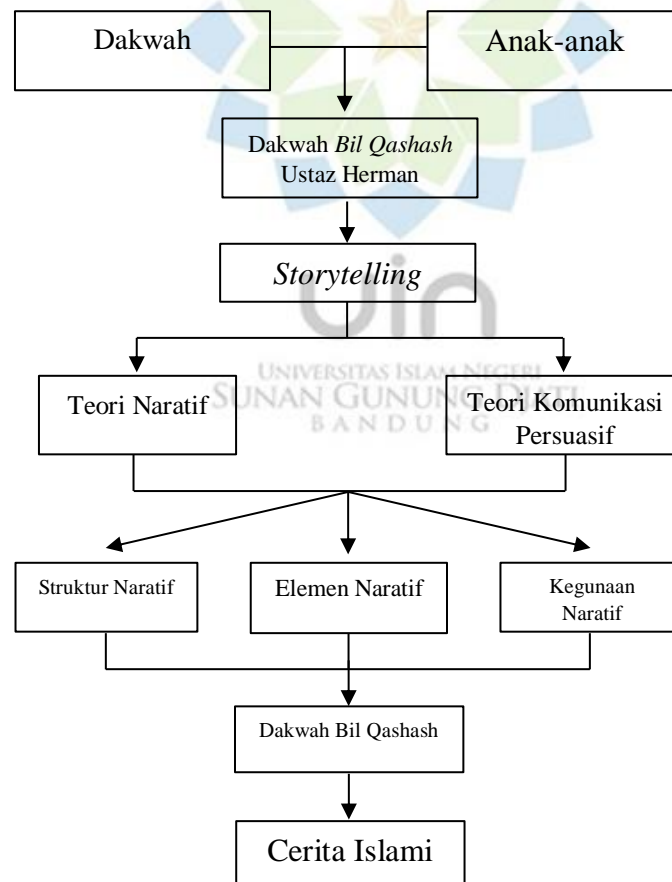 Dakwah
Anak-anak
Dakwah Bil Qashash
Ustaz Herman
Storytelling
uin
UNIVERSITAS ISLAM NEGERI
SUNAN GUNUNG DJATI
BANDUNG
Teori Naratif
Teori Komunikasi
Persuasif
Struktur Naratif
Elemen Naratif
Kegunaan
Naratif
Dakwah Bil Qashash
Cerita Islami